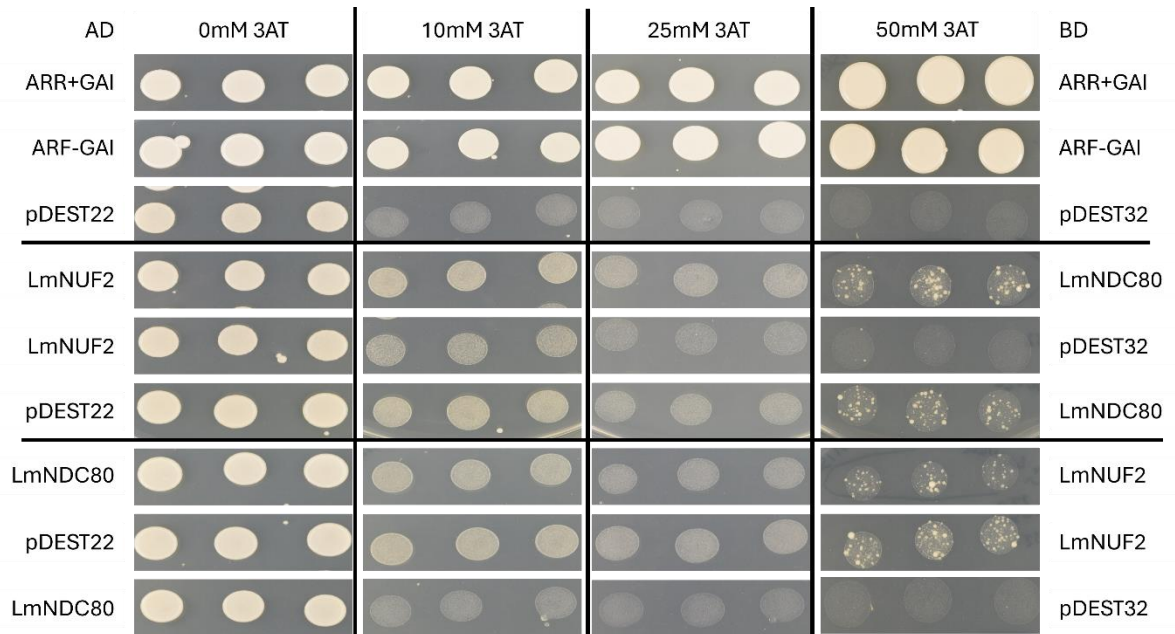 AD 0mM 3AT 10mM 3AT 25mM 3AT 50mM 3AT BD
ARR+GAI ARR+GAI
ARF-GAI ARF-GAI
pDEST22 pDEST32
LmNUF2 LmNDC80
LmNUF2 pDEST32
pDEST22 LmNDC80
LmNDC80 LmNUF2
pDEST22 LmNUF2
LmNDC80 pDEST32